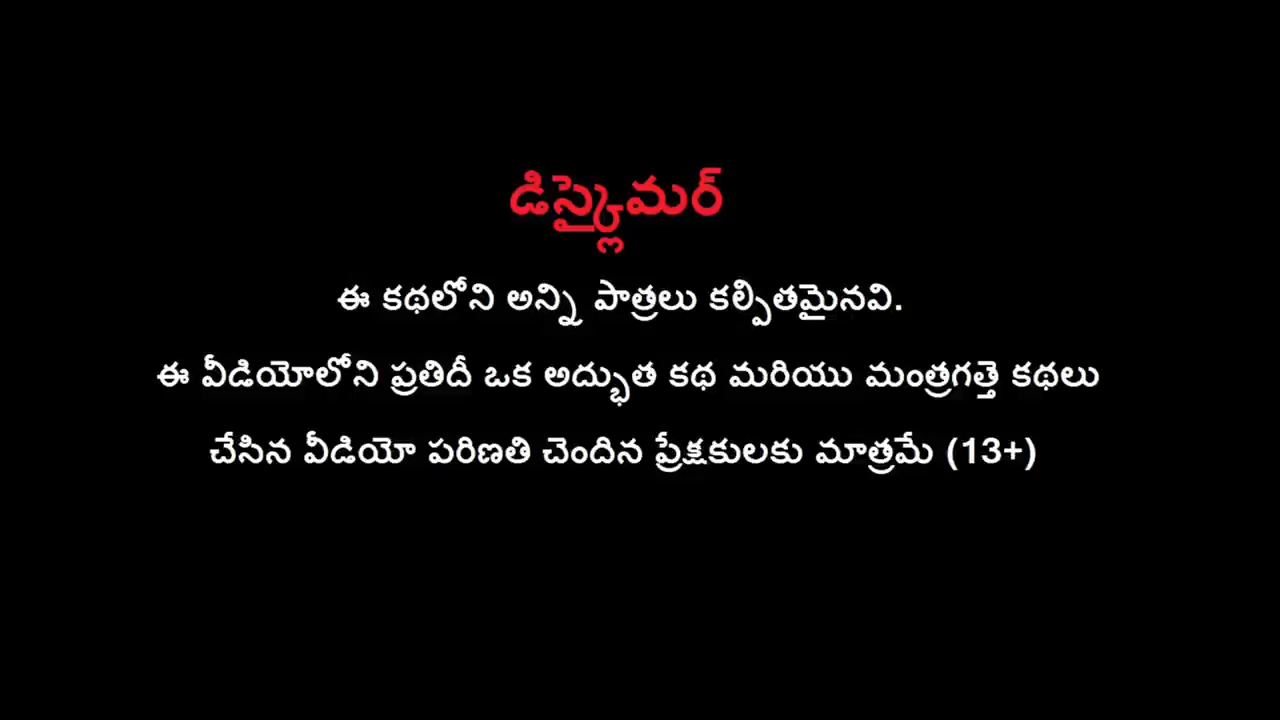 డిస్క్లైమర్
ఈ కథలోని అన్ని పాత్రలు కల్పితమైనవి.
ఈ వీడియోలోని ప్రతిదీ ఒక అద్భుత కథ మరియు మంత్రగత్తె కథలు
చేసిన వీడియో పరిణతి చెందిన ప్రేక్షకులకు మాత్రమే (13+)